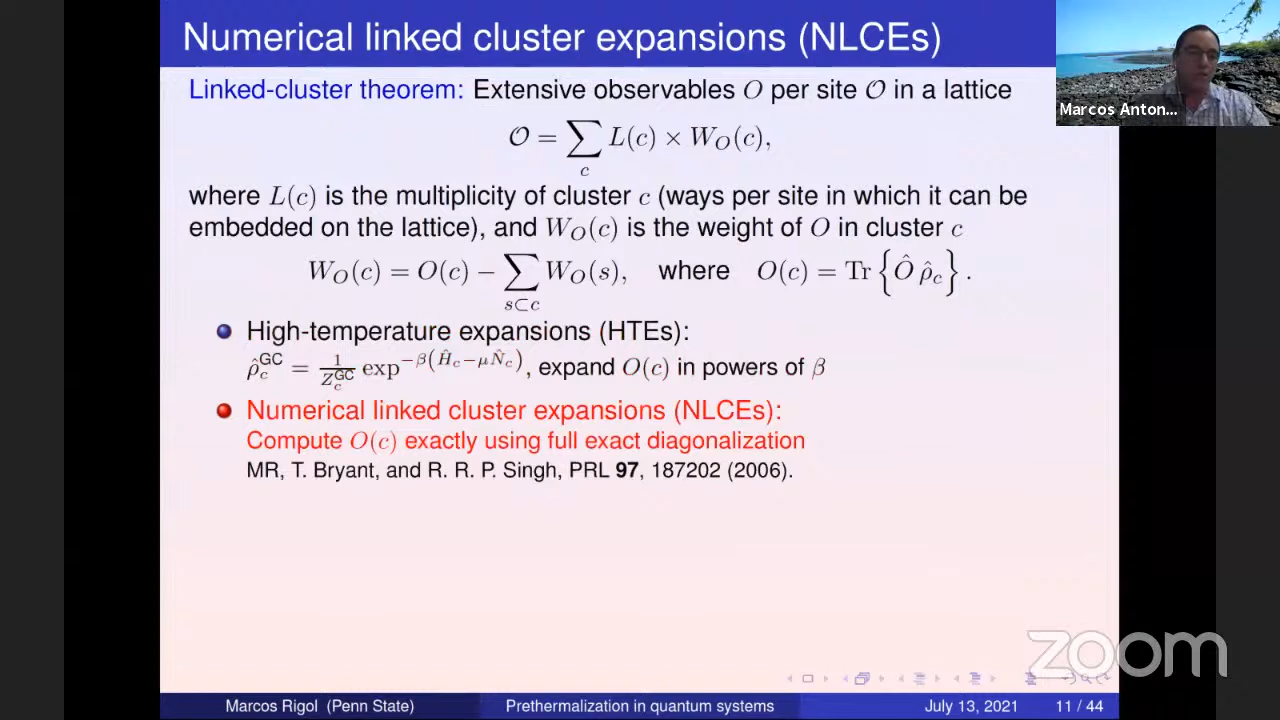 Numerical linked cluster expansions (NLCEs)
Marcos Anton...
Linked-cluster theorem: Extensive observables O per site 𝒪 in a lattice
𝒪 = ∑_c L(c) × W_O(c),
where L(c) is the multiplicity of cluster c (ways per site in which it can be
embedded on the lattice), and W_O(c) is the weight of O in cluster c
W_O(c) = O(c) − ∑_{s⊂c} W_O(s), where O(c) = Tr{Ô ρ̂_c}.
High-temperature expansions (HTEs):
ρ̂_c^GC = 1/Z_c^GC exp^{−β(Ĥ_c−μN̂_c)}, expand O(c) in powers of β
Numerical linked cluster expansions (NLCEs):
Compute O(c) exactly using full exact diagonalization
MR, T. Bryant, and R. R. P. Singh, PRL 97, 187202 (2006).
zoom
Marcos Rigol (Penn State) Prethermalization in quantum systems July 13, 2021 11 / 44